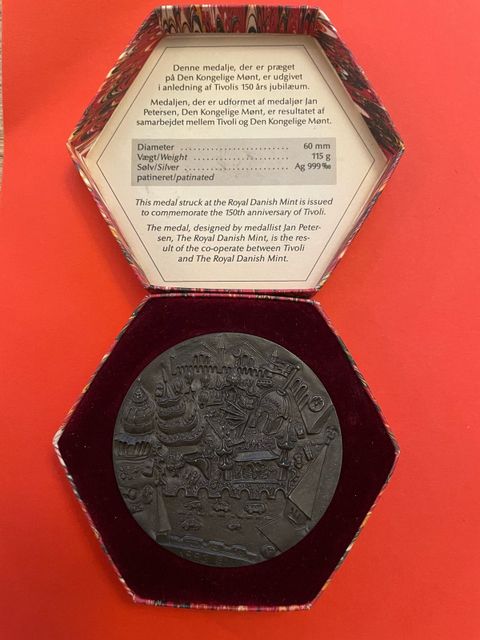 Denne medalje, der er præget
på Den Kongelige Mønt, er udgivet
i anledning af Tivolis 150 års jubilæum.
Medaljen, der er udformet af medaljør Jan
Petersen, Den Kongelige Mønt, er resultatet af
samarbejdet mellem Tivoli og Den Kongelige Mønt.
Diameter ........................ 60 mm
Vægt/Weight ........................ 115 g
Sølv/Silver ........................ Ag 999‰
patineret/patinated
This medal struck at the Royal Danish Mint is issued
to commemorate the 150th anniversary of Tivoli.
The medal, designed by medallist Jan Peter-
sen, The Royal Danish Mint, is the res-
ult of the co-operate between Tivoli
and The Royal Danish Mint.